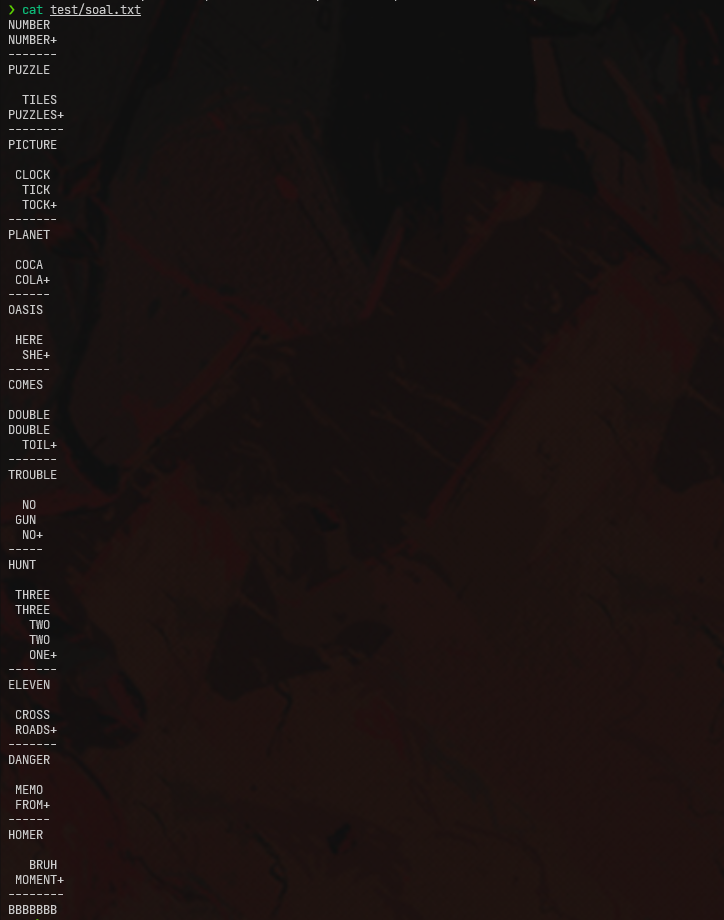 ❯ cat test/soal.txt
NUMBER
NUMBER+
-------
PUZZLE

  TILES
PUZZLES+
--------
PICTURE

 CLOCK
  TICK
  TOCK+
-------
PLANET

 COCA
 COLA+
------
OASIS

 HERE
  SHE+
------
COMES

DOUBLE
DOUBLE
  TOIL+
-------
TROUBLE

  NO
 GUN
  NO+
-----
HUNT

 THREE
 THREE
   TWO
   TWO
   ONE+
-------
ELEVEN

 CROSS
 ROADS+
-------
DANGER

 MEMO
 FROM+
------
HOMER

   BRUH
 MOMENT+
--------
BBBBBBB